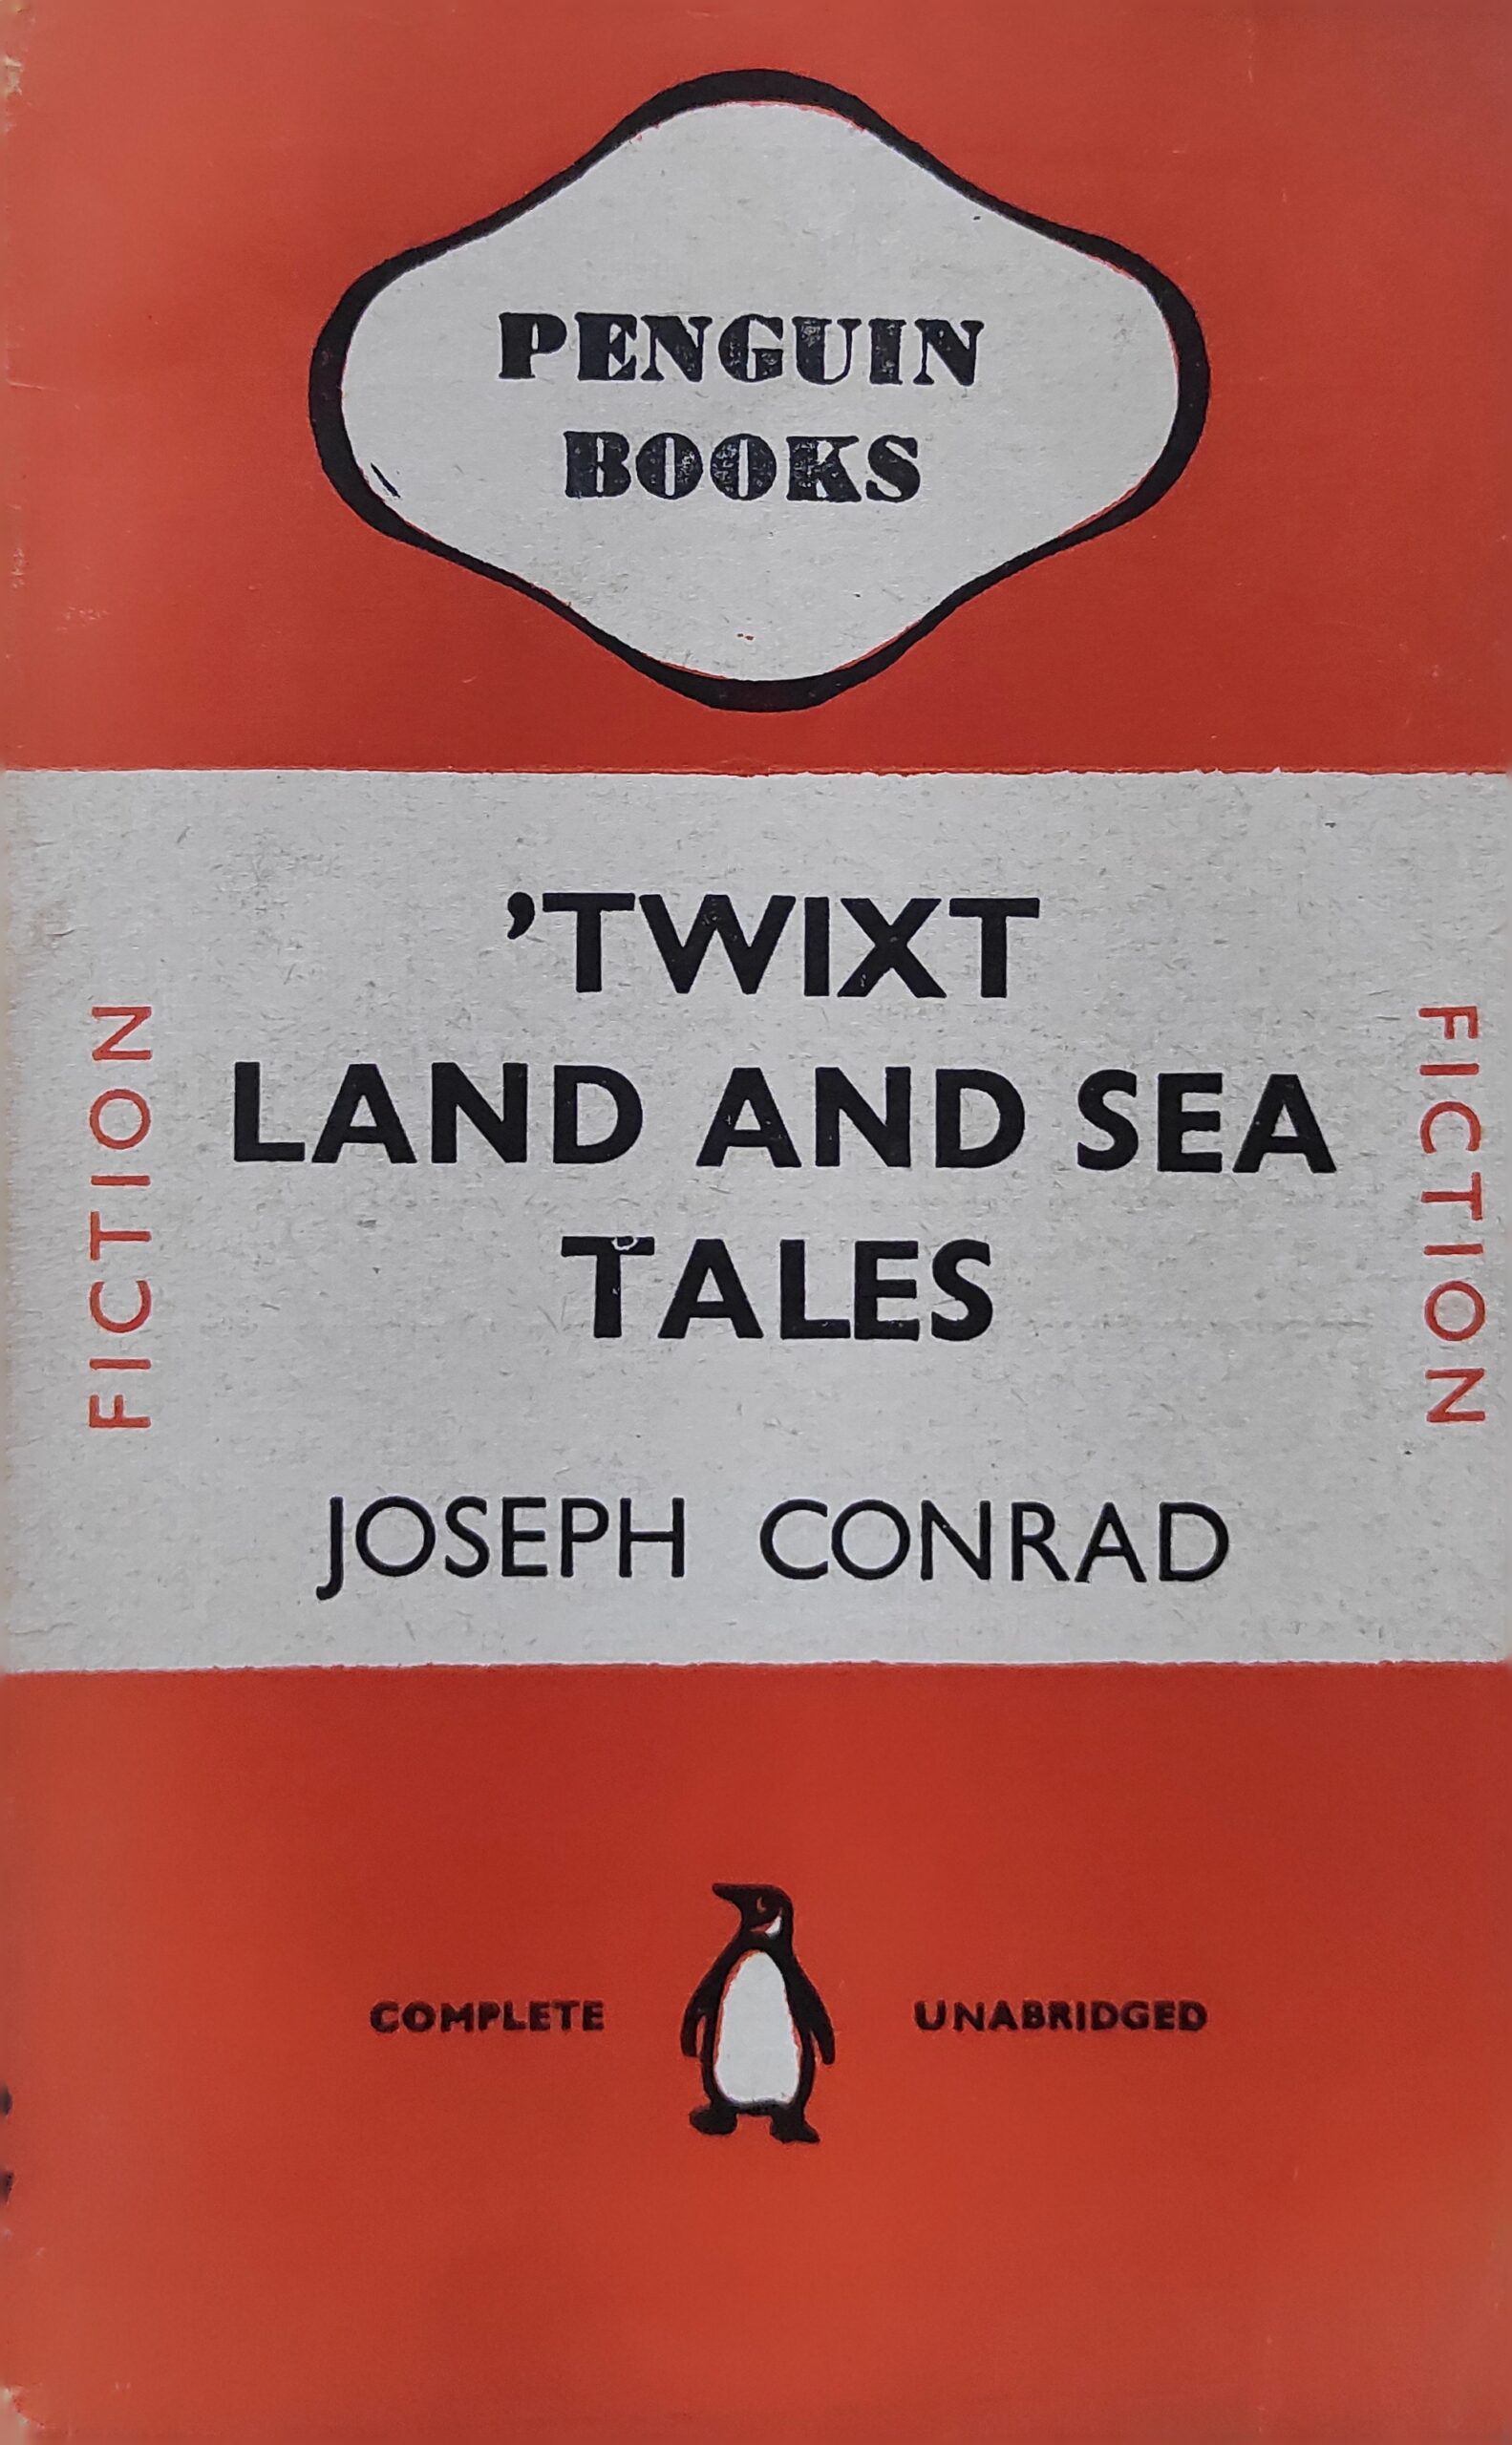 PENGUIN
BOOKS
’TWIXT
LAND AND SEA
TALES
FICTION
FICTION
JOSEPH CONRAD
COMPLETE UNABRIDGED